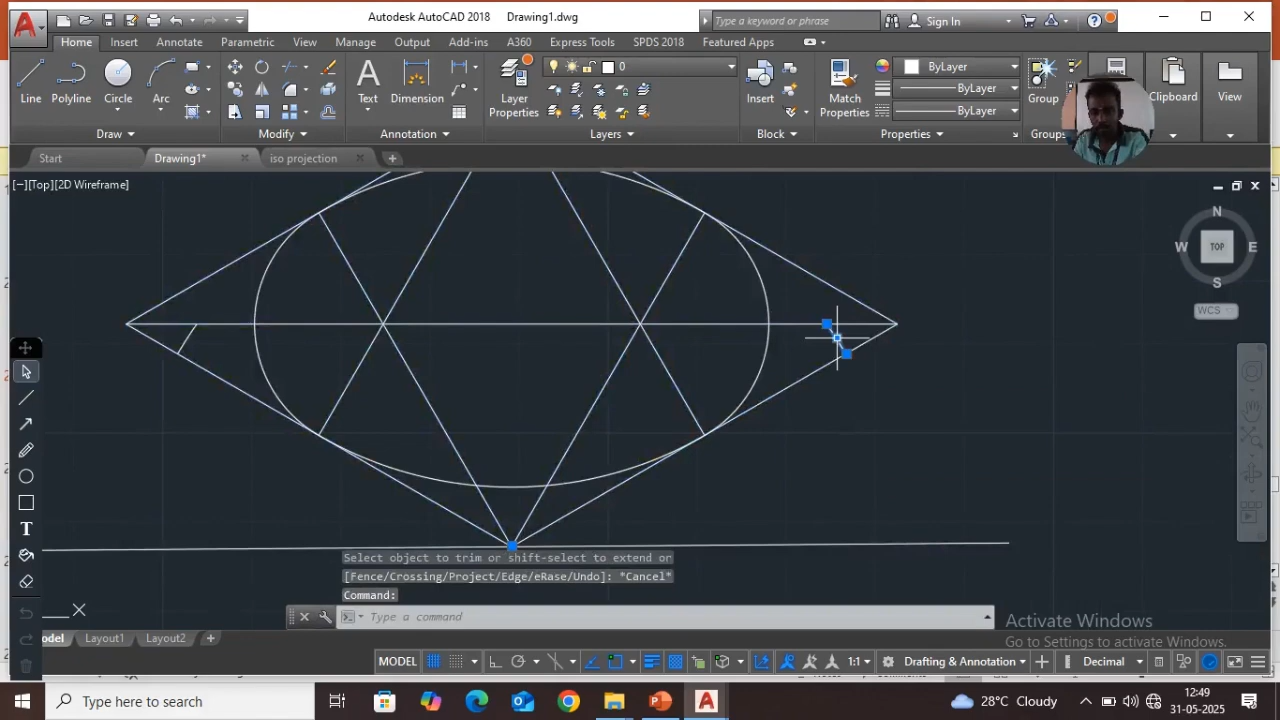 Autodesk AutoCAD 2018 Drawing1.dwg
Type a keyword or phrase
Sign In
Home Insert Annotate Parametric View Manage Output Add-ins A360 Express Tools SPDS 2018 Featured Apps
Line Polyline Circle Arc
Text Dimension
Layer
Properties
0
Insert
Match
Properties
ByLayer
ByLayer
ByLayer
Group
Clipboard
View
Draw Modify Annotation Layers Block Properties Groups
Start Drawing1* iso projection
[−][Top][2D Wireframe]
N
W TOP E
S
WCS
Select object to trim or shift-select to extend or
[Fence/Crossing/Project/Edge/eRase/Undo]: *Cancel*
Command:
Type a command
X
T
Activate Windows
Go to Settings to activate Windows.
odel Layout1 Layout2
MODEL 1:1 Drafting & Annotation Decimal
Type here to search
28°C Cloudy
12:49
31-05-2025